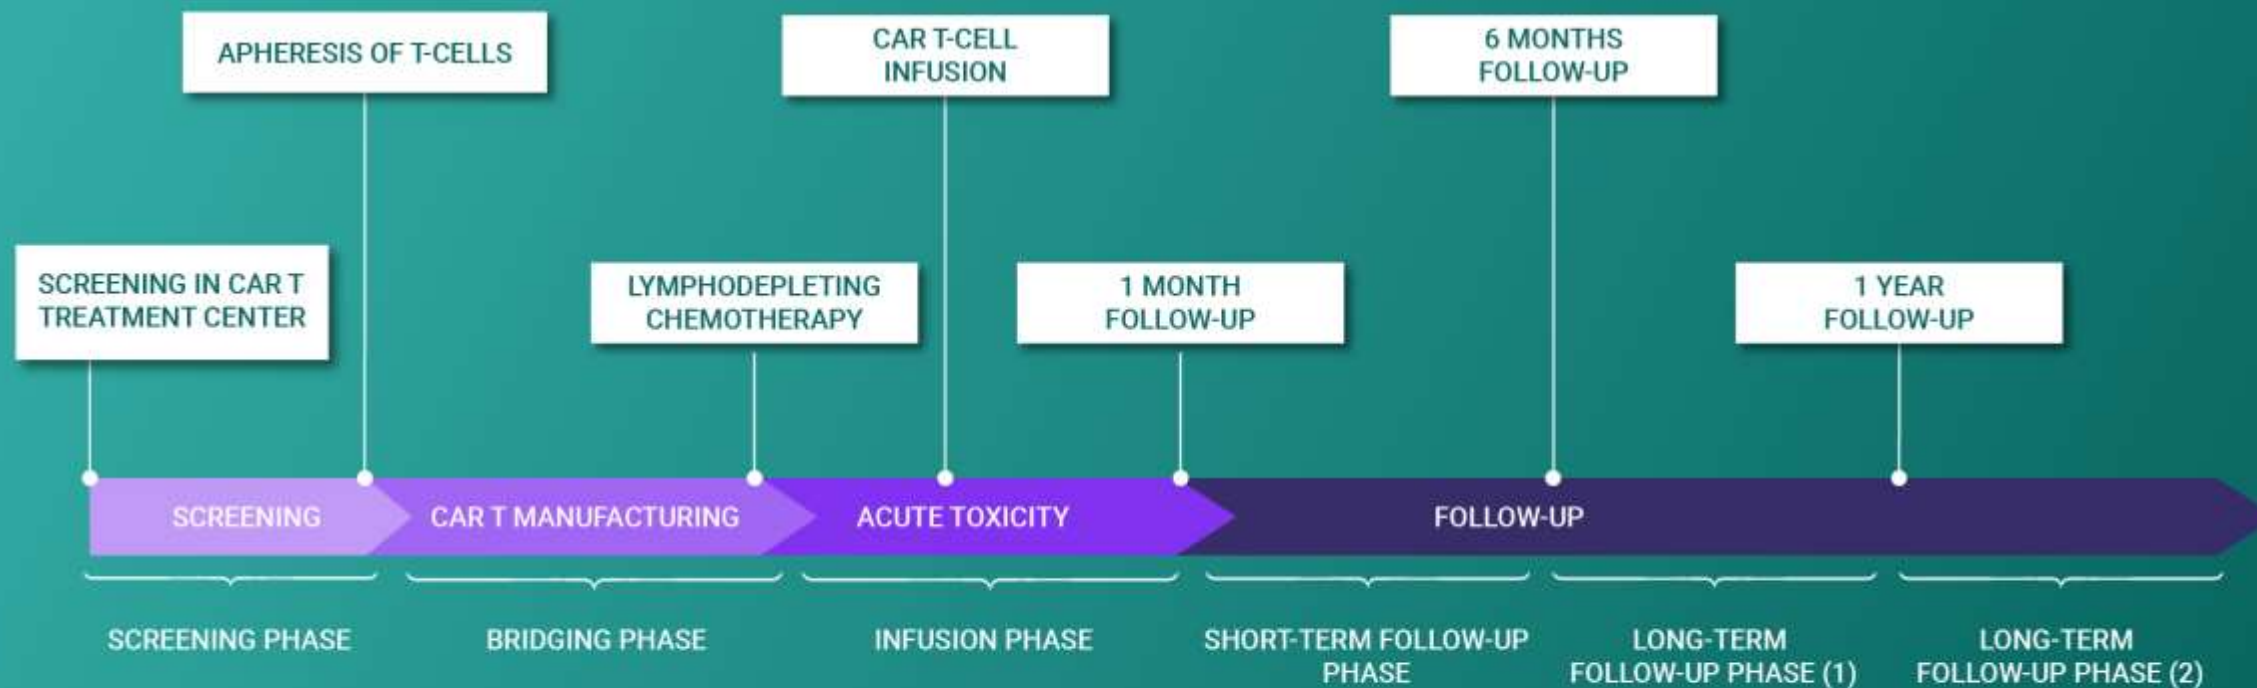 APHERESIS OF T-CELLS
CAR T-CELL
INFUSION
6 MONTHS
FOLLOW-UP
SCREENING IN CAR T
TREATMENT CENTER
LYMPHODEPLETING
CHEMOTHERAPY
1 MONTH
FOLLOW-UP
1 YEAR
FOLLOW-UP
SCREENING
CAR T MANUFACTURING
ACUTE TOXICITY
FOLLOW-UP
SCREENING PHASE
BRIDGING PHASE
INFUSION PHASE
SHORT-TERM FOLLOW-UP
PHASE
LONG-TERM
FOLLOW-UP PHASE (1)
LONG-TERM
FOLLOW-UP PHASE (2)